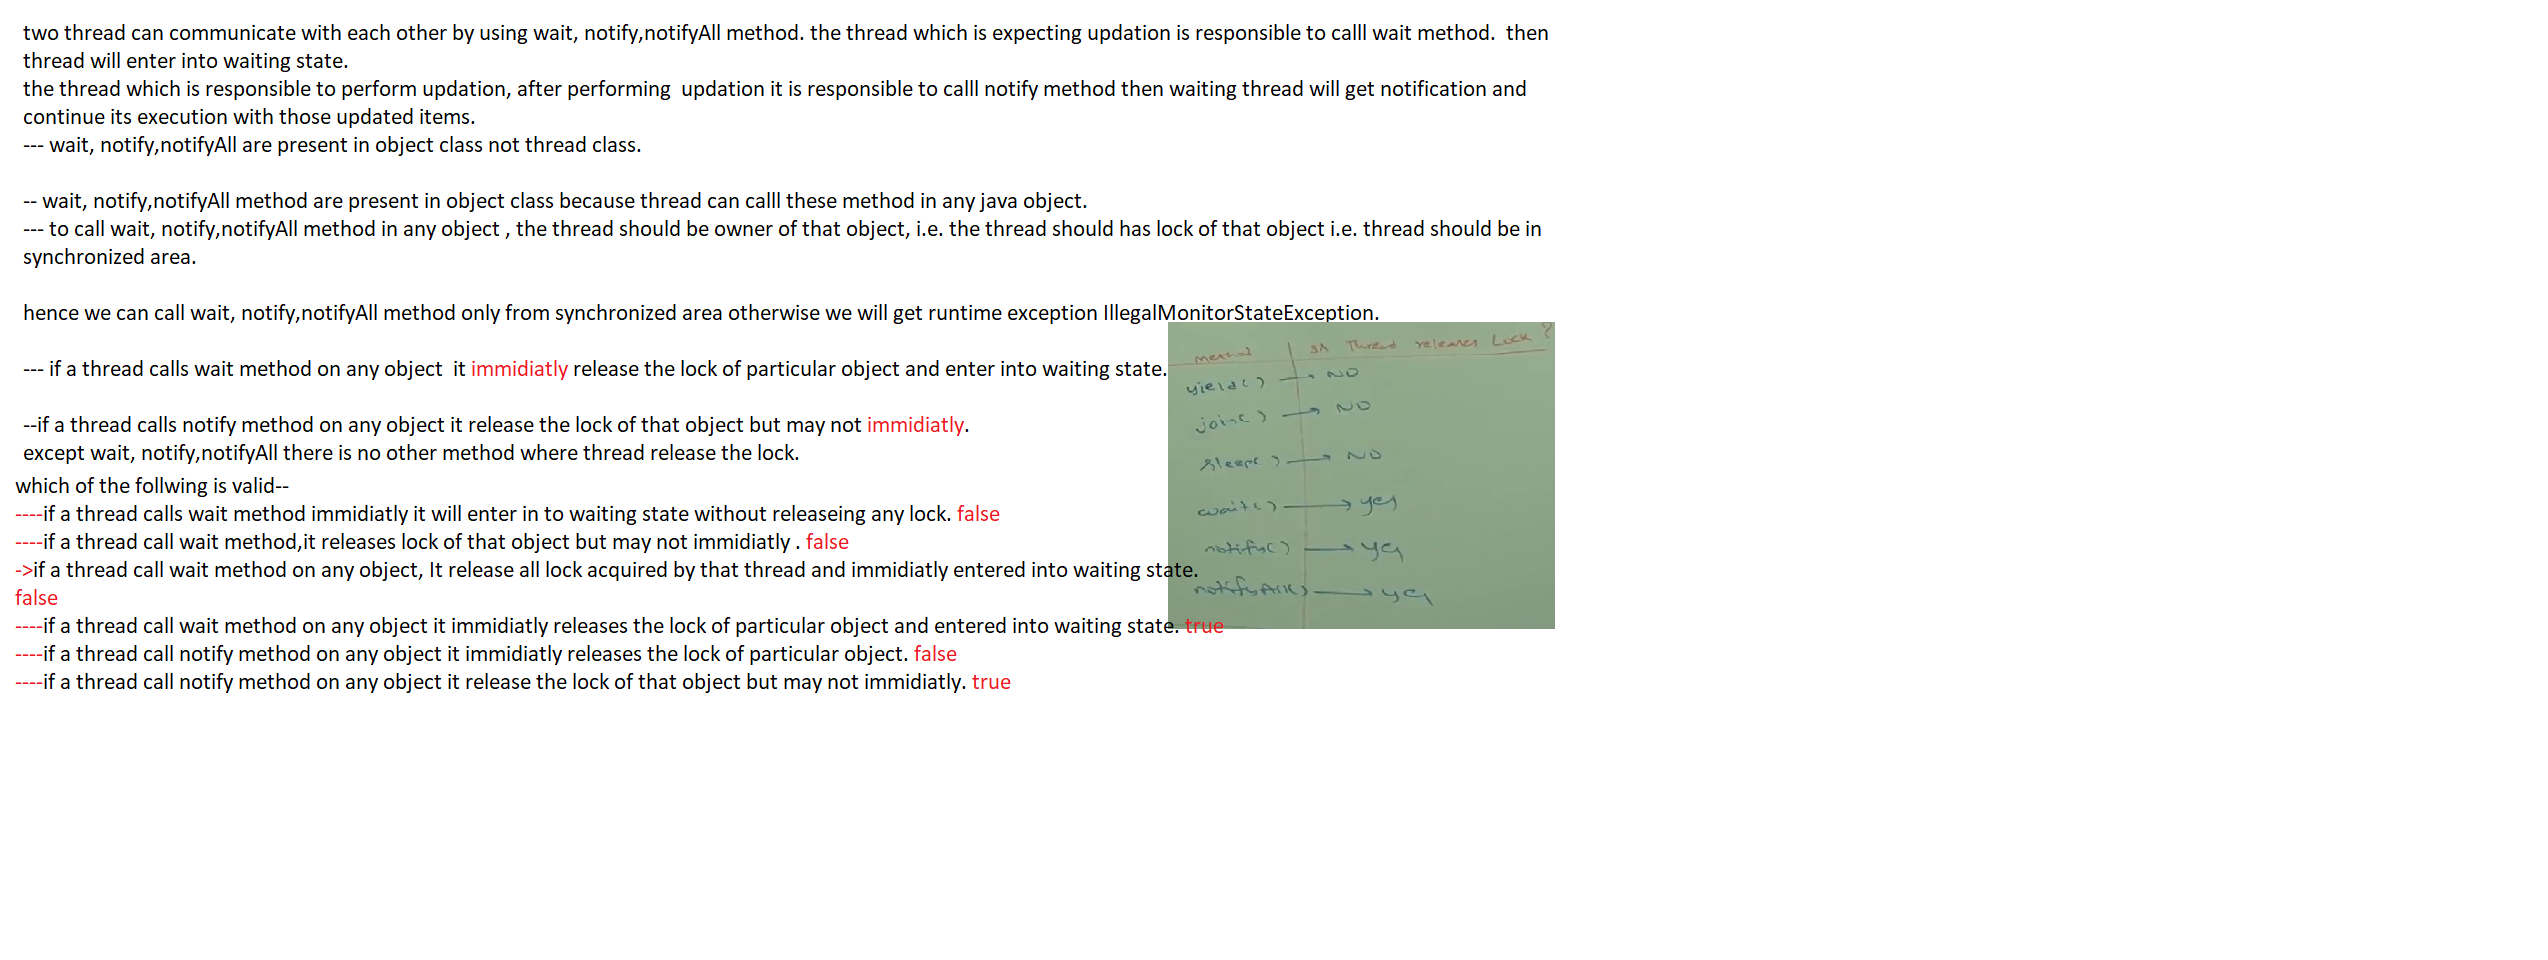 two thread can communicate with each other by using wait, notify,notifyAll method. the thread which is expecting updation is responsible to calll wait method.  then
thread will enter into waiting state.
the thread which is responsible to perform updation, after performing  updation it is responsible to calll notify method then waiting thread will get notification and
continue its execution with those updated items.
--- wait, notify,notifyAll are present in object class not thread class.
-- wait, notify,notifyAll method are present in object class because thread can calll these method in any java object.
--- to call wait, notify,notifyAll method in any object , the thread should be owner of that object, i.e. the thread should has lock of that object i.e. thread should be in
synchronized area.
hence we can call wait, notify,notifyAll method only from synchronized area otherwise we will get runtime exception IllegalMonitorStateException.
--- if a thread calls wait method on any object  it immidiatly release the lock of particular object and enter into waiting state.
--if a thread calls notify method on any object it release the lock of that object but may not immidiatly.
except wait, notify,notifyAll there is no other method where thread release the lock.
which of the follwing is valid--
----if a thread calls wait method immidiatly it will enter in to waiting state without releaseing any lock. false
----if a thread call wait method,it releases lock of that object but may not immidiatly . false
->if a thread call wait method on any object, It release all lock acquired by that thread and immidiatly entered into waiting state.
false
----if a thread call wait method on any object it immidiatly releases the lock of particular object and entered into waiting state. true
----if a thread call notify method on any object it immidiatly releases the lock of particular object. false
----if a thread call notify method on any object it release the lock of that object but may not immidiatly. true
method | is Thread releases Lock ?
yield() → NO
join() → NO
sleep() → NO
wait() → yes
notify() → yes
notifyAll() → yes